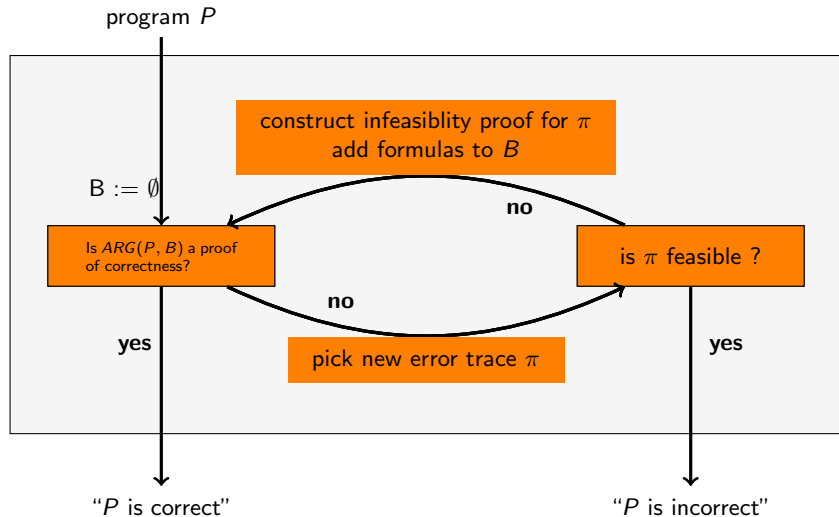 program P
construct infeasiblity proof for π
add formulas to B
B := ∅
no
Is ARG(P, B) a proof
of correctness?
is π feasible ?
no
yes
pick new error trace π
yes
“P is correct”
“P is incorrect”